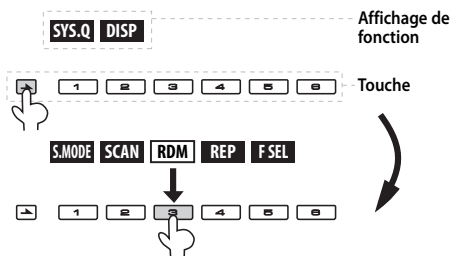 SYS.Q DISP
Affichage de
fonction
1 2 3 4 5 6
Touche
S.MODE SCAN RDM REP F SEL
1 2 3 4 5 6